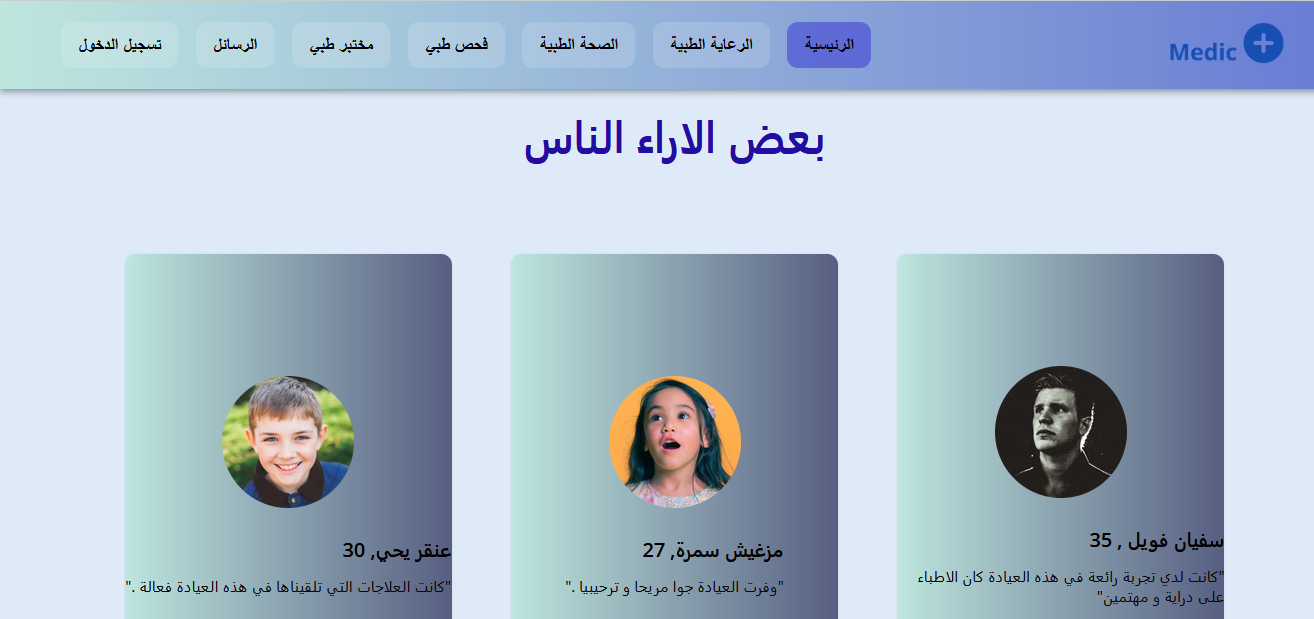 Medic
الرئيسية
الرعاية الطبية
الصحة الطبية
فحص طبي
مختبر طبي
الرسائل
تسجيل الدخول
بعض الاراء الناس
سفيان فويل , 35
"كانت لدي تجربة رائعة في هذه العيادة كان الاطباء
على دراية و مهتمين"
مزغيش سمرة, 27
"وفرت العيادة جوا مريحا و ترحيبيا ."
عنقر يحي, 30
"كانت العلاجات التي تلقيناها في هذه العيادة فعالة ."